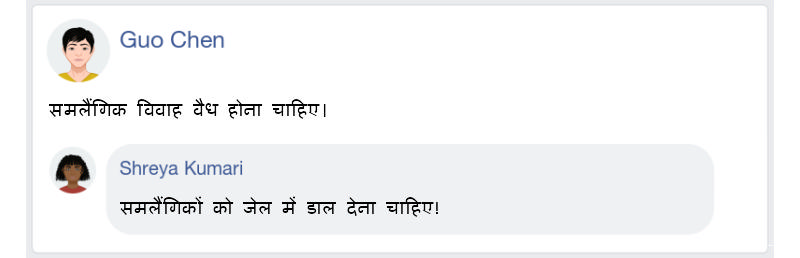 Guo Chen
समलैंगिक विवाह वैध होना चाहिए।
Shreya Kumari
समलैंगिकों को जेल में डाल देना चाहिए!